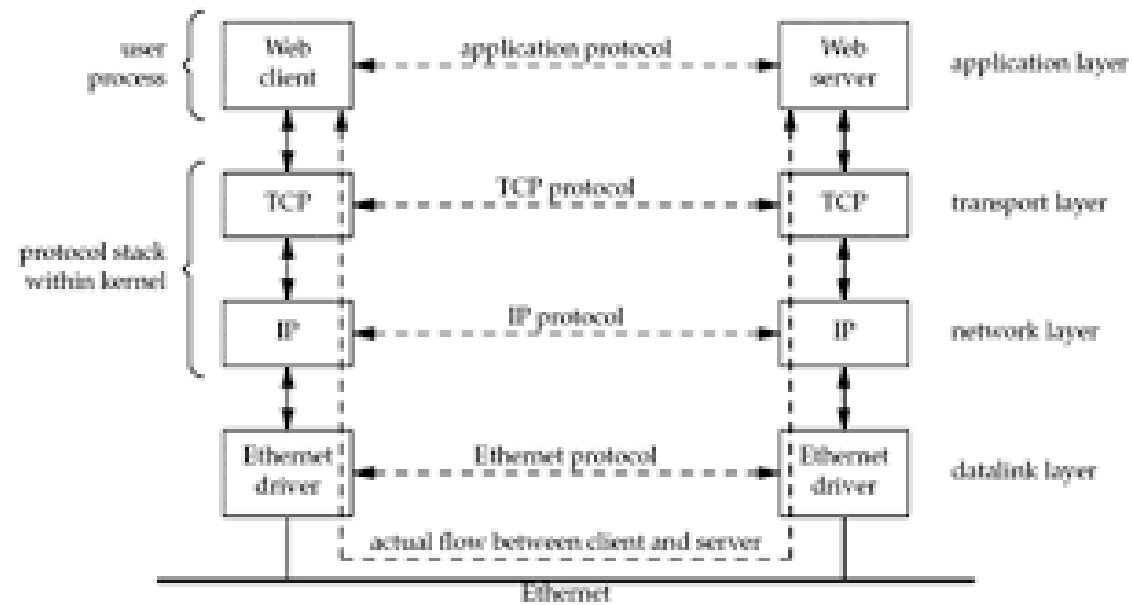 user
process
Web
client
application protocol
Web
server
application layer
protocol stack
within kernel
TCP
TCP protocol
TCP
transport layer
IP
IP protocol
IP
network layer
Ethernet
driver
Ethernet protocol
Ethernet
driver
datalink layer
actual flow between client and server
Ethernet